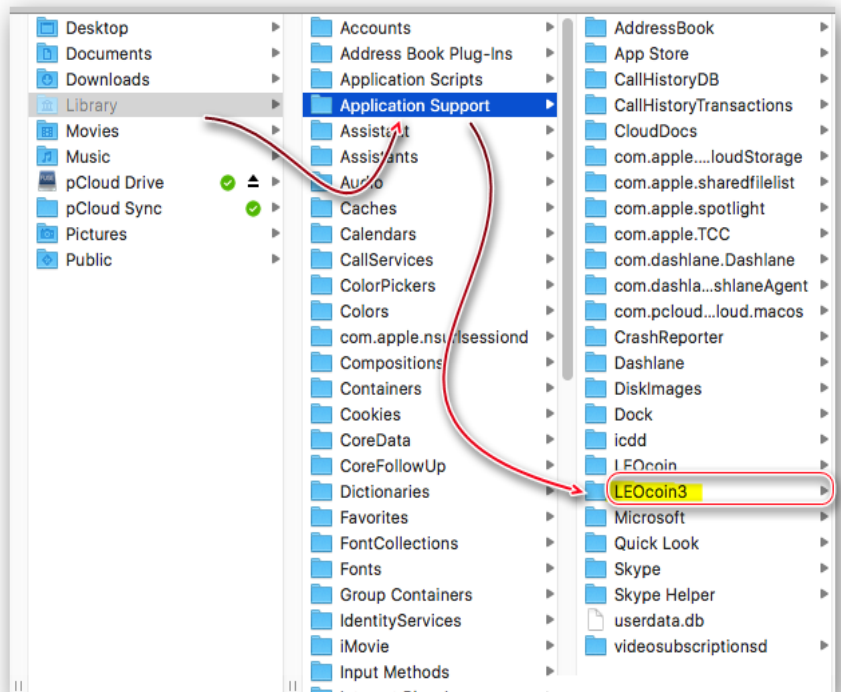 Desktop
Documents
Downloads
Library
Movies
Music
pCloud Drive
pCloud Sync
Pictures
Public
Accounts
Address Book Plug-Ins
Application Scripts
Application Support
Assistant
Assistants
Audio
Caches
Calendars
CallServices
ColorPickers
Colors
com.apple.nsurlsessiond
Compositions
Containers
Cookies
CoreData
CoreFollowUp
Dictionaries
Favorites
FontCollections
Fonts
Group Containers
IdentityServices
iMovie
Input Methods
AddressBook
App Store
CallHistoryDB
CallHistoryTransactions
CloudDocs
com.apple....loudStorage
com.apple.sharedfilelist
com.apple.spotlight
com.apple.TCC
com.dashlane.Dashlane
com.dashla...shlaneAgent
com.pcloud...loud.macos
CrashReporter
Dashlane
DiskImages
Dock
icdd
LEOcoin
LEOcoin3
Microsoft
Quick Look
Skype
Skype Helper
userdata.db
videosubscriptionsd